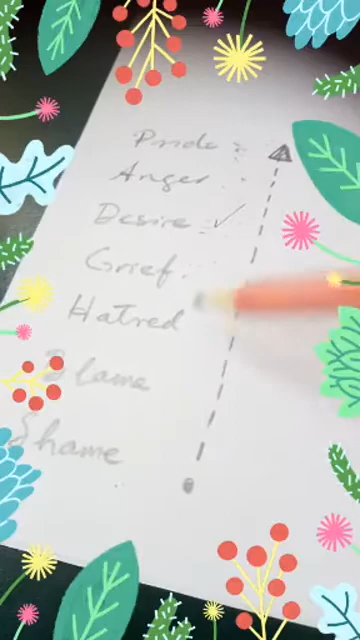 Pride :
Anger
Desire ✓
Grief
Hatred
Blame
Shame